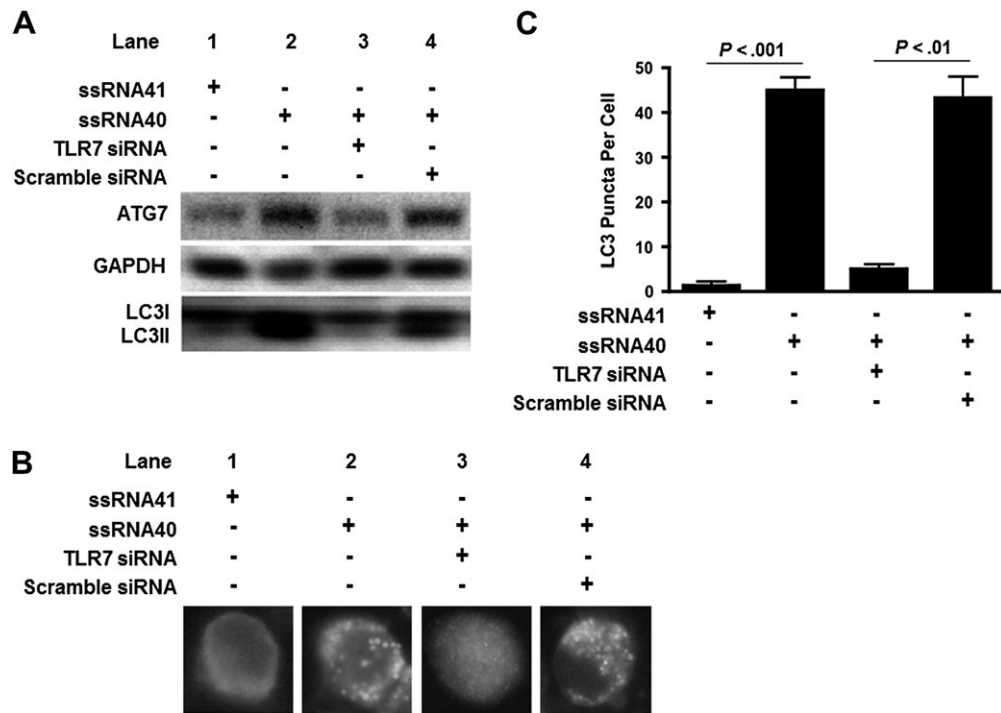 A
Lane 1 2 3 4
ssRNA41 + - - -
ssRNA40 - + + +
TLR7 siRNA - - + -
Scramble siRNA - - - +
ATG7
GAPDH
LC3I
LC3II
B
Lane 1 2 3 4
ssRNA41 + - - -
ssRNA40 - + + +
TLR7 siRNA - - + -
Scramble siRNA - - - +
C
P < .001 P < .01
LC3 Puncta Per Cell
50
40
30
20
10
0
ssRNA41 + - - -
ssRNA40 - + + +
TLR7 siRNA - - + -
Scramble siRNA - - - +